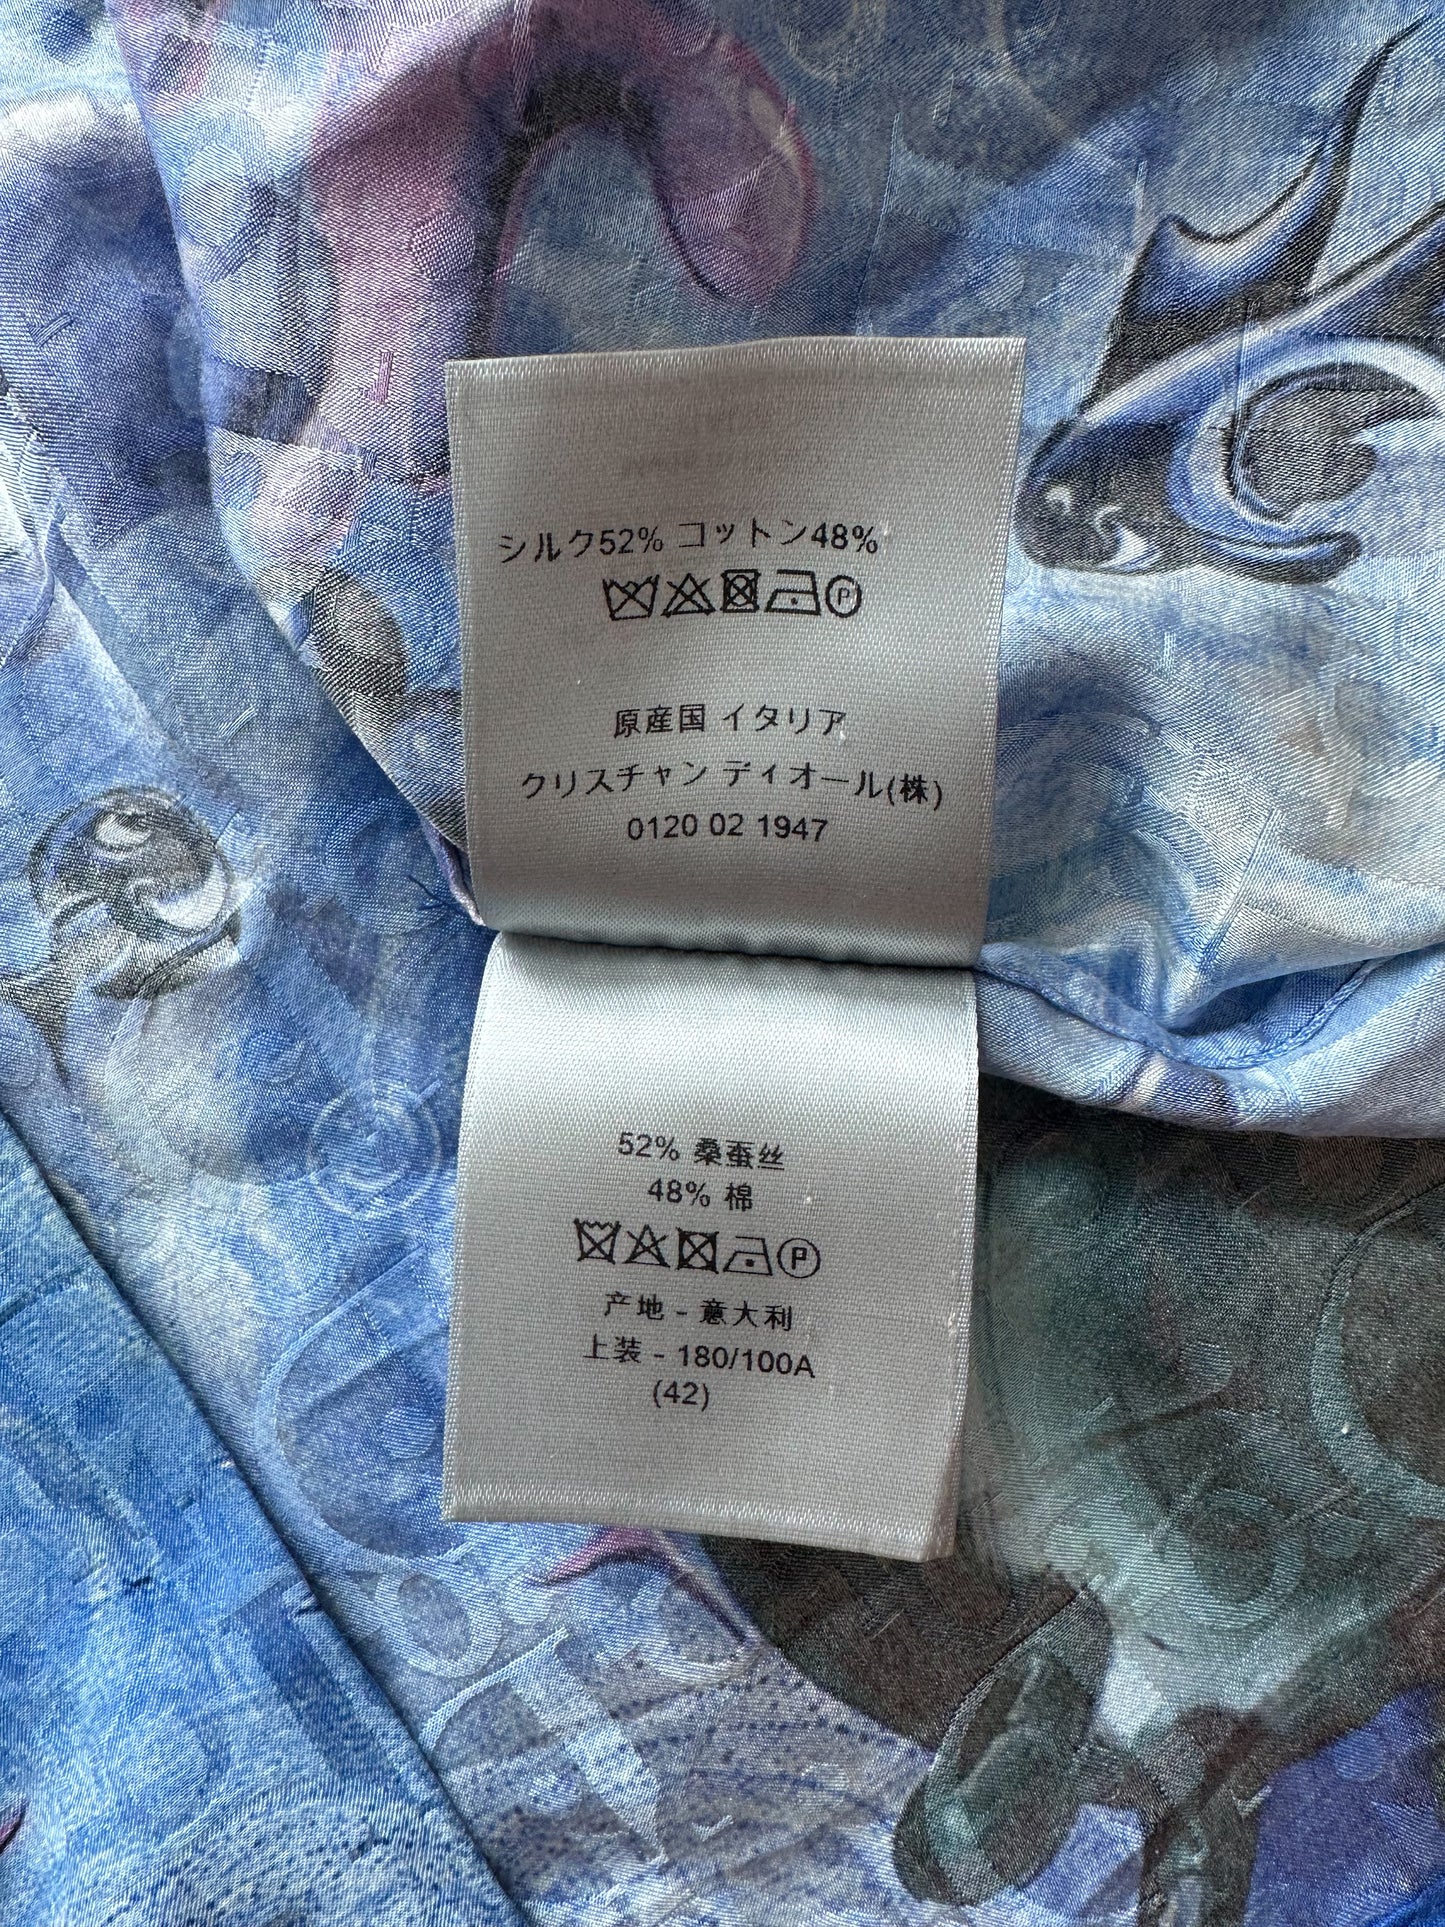 シルク52% コットン48%
P
原産国 イタリア
クリスチャン ディオール(株)
0120 02 1947
52% 桑蚕丝
48% 棉
P
产地 - 意大利
上装 - 180/100A
(42)